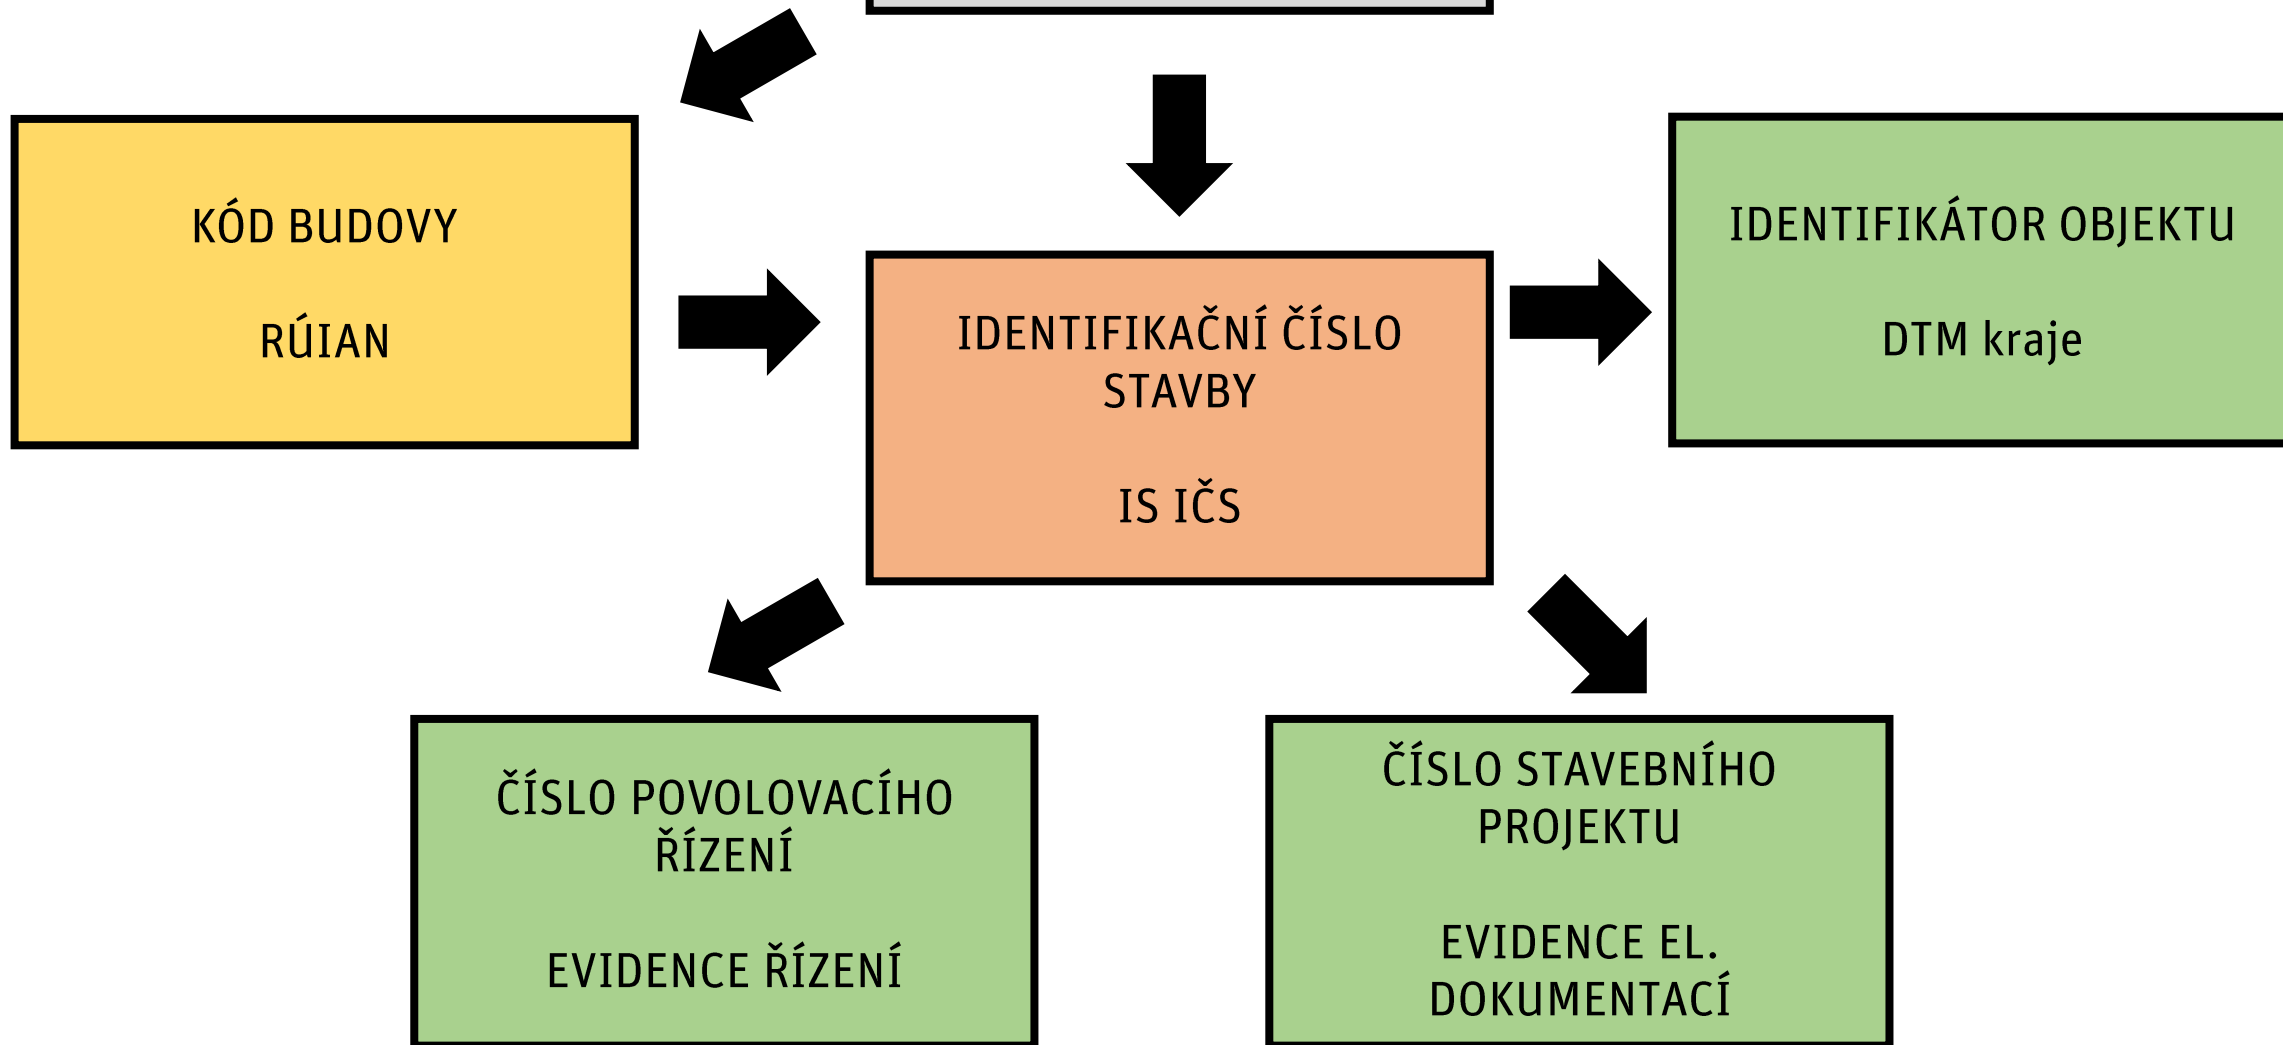 KÓD BUDOVY
RÚIAN
IDENTIFIKAČNÍ ČÍSLO
STAVBY
IS IČS
IDENTIFIKÁTOR OBJEKTU
DTM kraje
ČÍSLO POVOLOVACÍHO
ŘÍZENÍ
EVIDENCE ŘÍZENÍ
ČÍSLO STAVEBNÍHO
PROJEKTU
EVIDENCE EL.
DOKUMENTACÍ